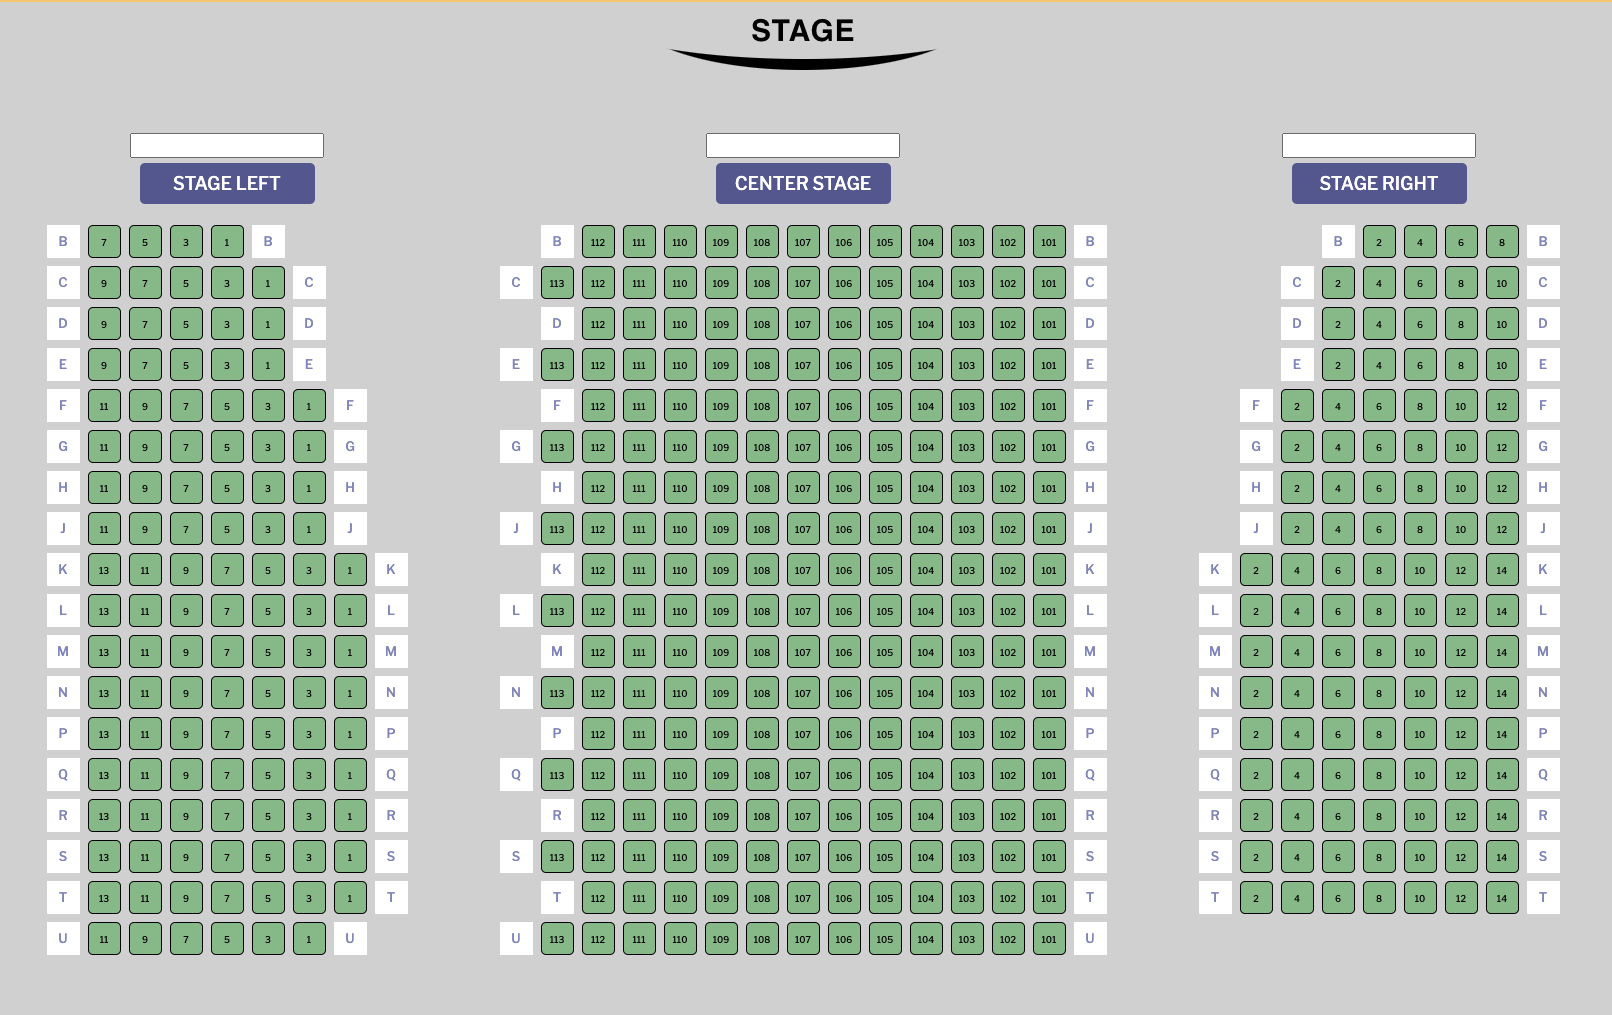 STAGE
STAGE LEFT CENTER STAGE STAGE RIGHT
B 7 5 3 1 B B 112 111 110 109 108 107 106 105 104 103 102 101 B B 2 4 6 8 B
C 9 7 5 3 1 C C 113 112 111 110 109 108 107 106 105 104 103 102 101 C C 2 4 6 8 10 C
D 9 7 5 3 1 D D 112 111 110 109 108 107 106 105 104 103 102 101 D D 2 4 6 8 10 D
E 9 7 5 3 1 E E 113 112 111 110 109 108 107 106 105 104 103 102 101 E E 2 4 6 8 10 E
F 11 9 7 5 3 1 F F 112 111 110 109 108 107 106 105 104 103 102 101 F F 2 4 6 8 10 12 F
G 11 9 7 5 3 1 G G 113 112 111 110 109 108 107 106 105 104 103 102 101 G G 2 4 6 8 10 12 G
H 11 9 7 5 3 1 H H 112 111 110 109 108 107 106 105 104 103 102 101 H H 2 4 6 8 10 12 H
J 11 9 7 5 3 1 J J 113 112 111 110 109 108 107 106 105 104 103 102 101 J J 2 4 6 8 10 12 J
K 13 11 9 7 5 3 1 K K 112 111 110 109 108 107 106 105 104 103 102 101 K K 2 4 6 8 10 12 14 K
L 13 11 9 7 5 3 1 L L 113 112 111 110 109 108 107 106 105 104 103 102 101 L L 2 4 6 8 10 12 14 L
M 13 11 9 7 5 3 1 M M 112 111 110 109 108 107 106 105 104 103 102 101 M M 2 4 6 8 10 12 14 M
N 13 11 9 7 5 3 1 N N 113 112 111 110 109 108 107 106 105 104 103 102 101 N N 2 4 6 8 10 12 14 N
P 13 11 9 7 5 3 1 P P 112 111 110 109 108 107 106 105 104 103 102 101 P P 2 4 6 8 10 12 14 P
Q 13 11 9 7 5 3 1 Q Q 113 112 111 110 109 108 107 106 105 104 103 102 101 Q Q 2 4 6 8 10 12 14 Q
R 13 11 9 7 5 3 1 R R 112 111 110 109 108 107 106 105 104 103 102 101 R R 2 4 6 8 10 12 14 R
S 13 11 9 7 5 3 1 S S 113 112 111 110 109 108 107 106 105 104 103 102 101 S S 2 4 6 8 10 12 14 S
T 13 11 9 7 5 3 1 T T 112 111 110 109 108 107 106 105 104 103 102 101 T T 2 4 6 8 10 12 14 T
U 11 9 7 5 3 1 U U 113 112 111 110 109 108 107 106 105 104 103 102 101 U